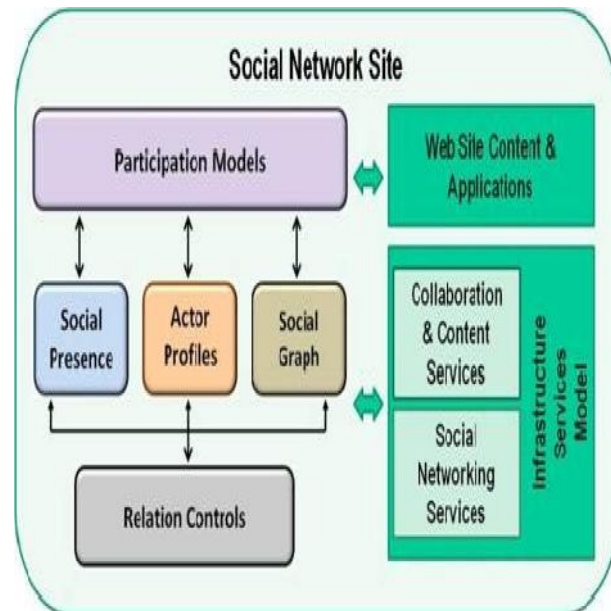 Social Network Site
Participation Models
Web Site Content &
Applications
Social
Presence
Actor
Profiles
Social
Graph
Collaboration
& Content
Services
Social
Networking
Services
Infrastructure
Services
Model
Relation Controls